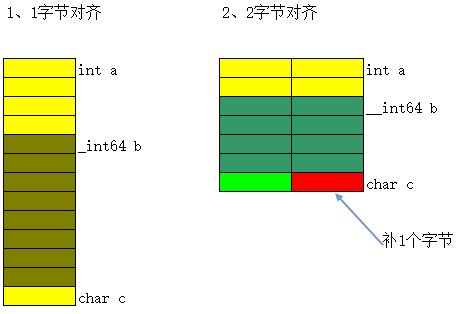 1、1字节对齐
int a
_int64 b
char c
2、2字节对齐
int a
__int64 b
char c
补1个字节